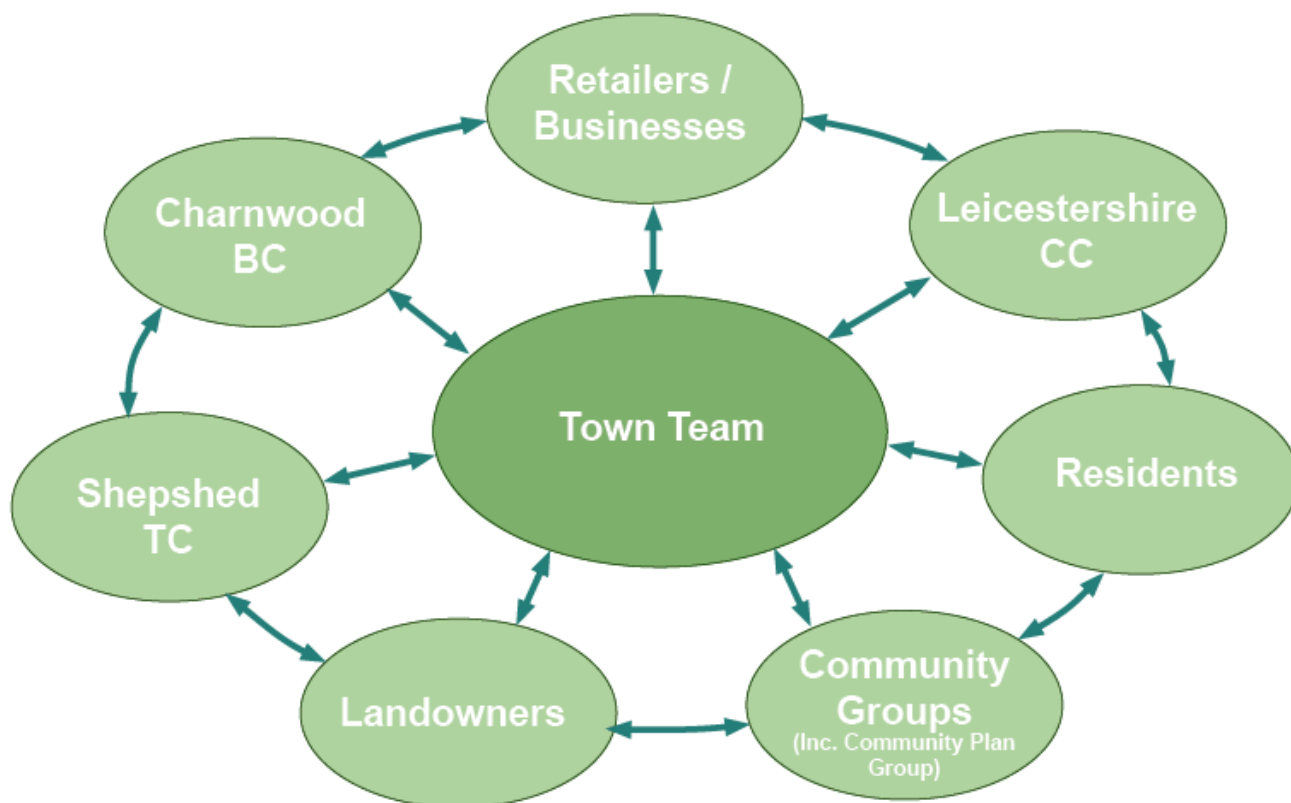 Retailers /
Businesses
Charnwood
BC
Leicestershire
CC
Town Team
Shepshed
TC
Residents
Landowners
Community
Groups
(Inc. Community Plan
Group)